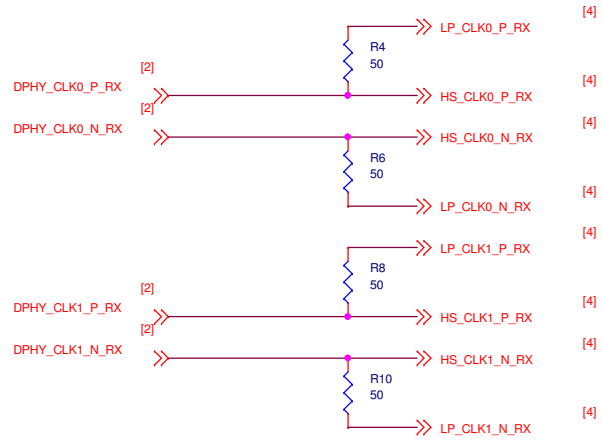 LP_CLK0_P_RX [4]
R4
50
[2]
DPHY_CLK0_P_RX
HS_CLK0_P_RX [4]
[2]
DPHY_CLK0_N_RX
HS_CLK0_N_RX [4]
R6
50
LP_CLK0_N_RX [4]
LP_CLK1_P_RX [4]
R8
50
[2]
DPHY_CLK1_P_RX
HS_CLK1_P_RX [4]
[2]
DPHY_CLK1_N_RX
HS_CLK1_N_RX [4]
R10
50
LP_CLK1_N_RX [4]